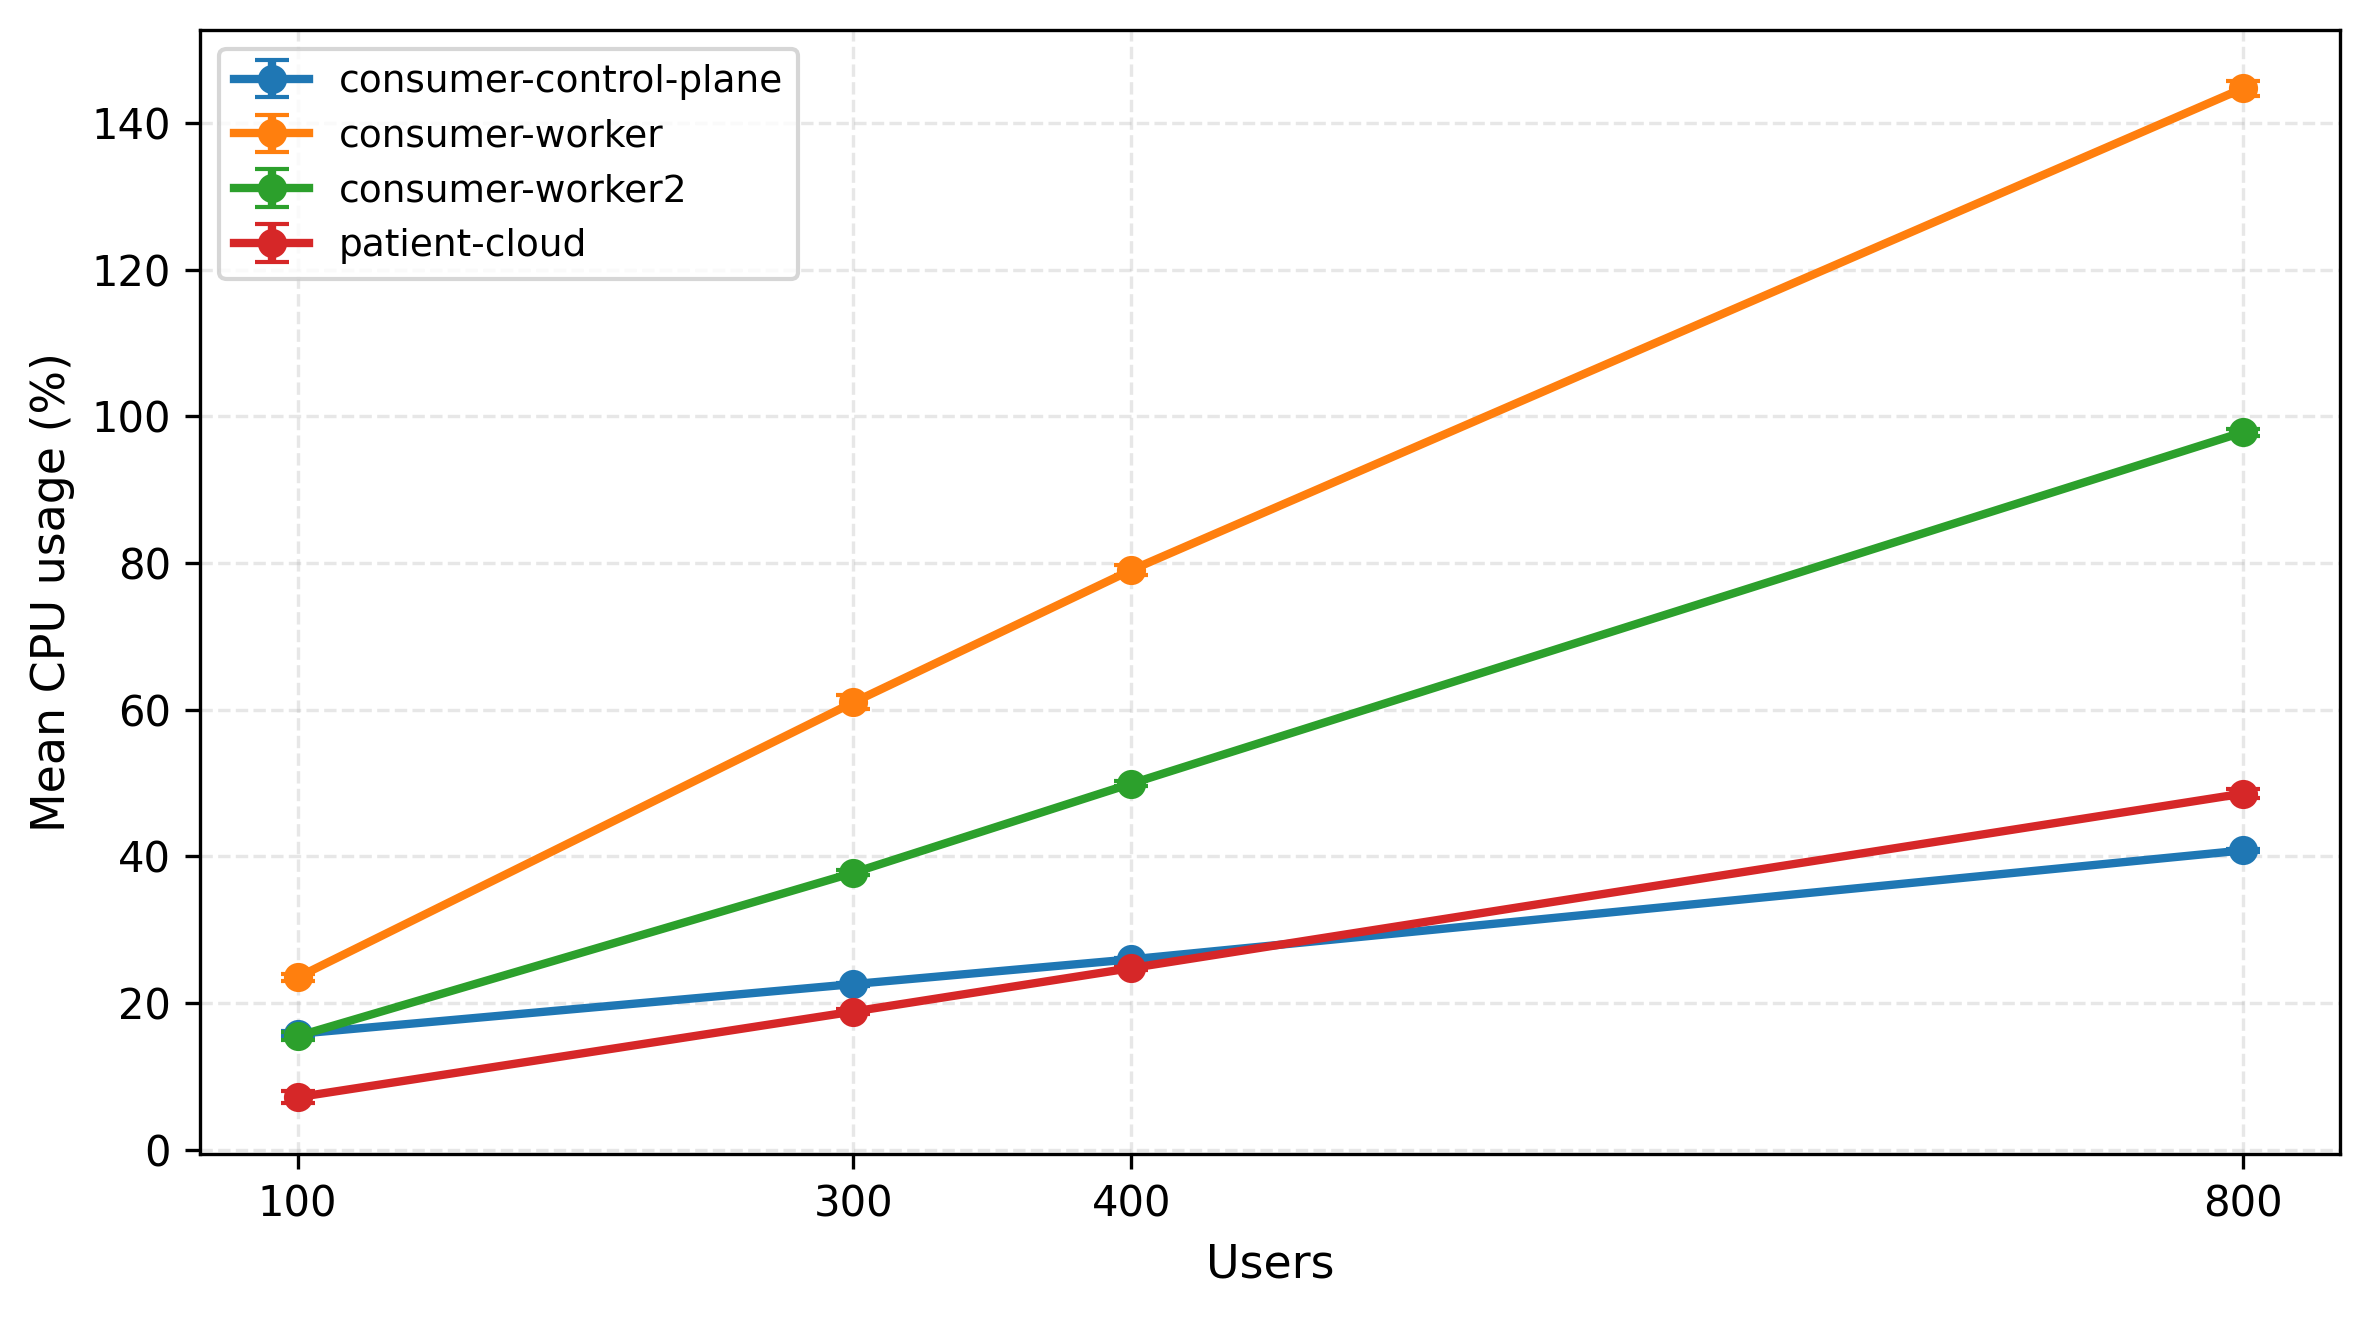 consumer-control-plane
consumer-worker
consumer-worker2
patient-cloud
Mean CPU usage (%)
140
120
100
80
60
40
20
0
100 300 400 800
Users